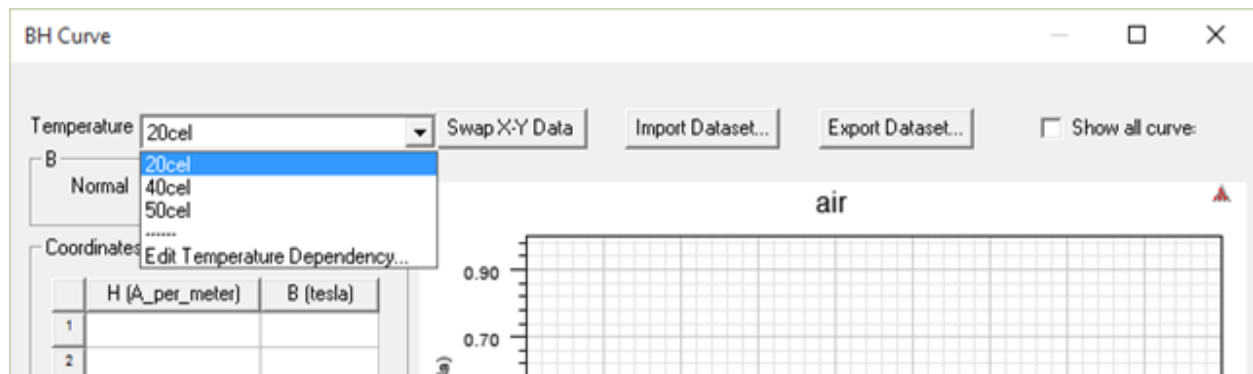 BH Curve
Temperature 20cel Swap X-Y Data Import Dataset... Export Dataset... Show all curve
20cel
B
Normal 40cel
50cel
air
------
Coordinates
Edit Temperature Dependency...
0.90
H (A_per_meter) B (tesla)
1
0.70
2